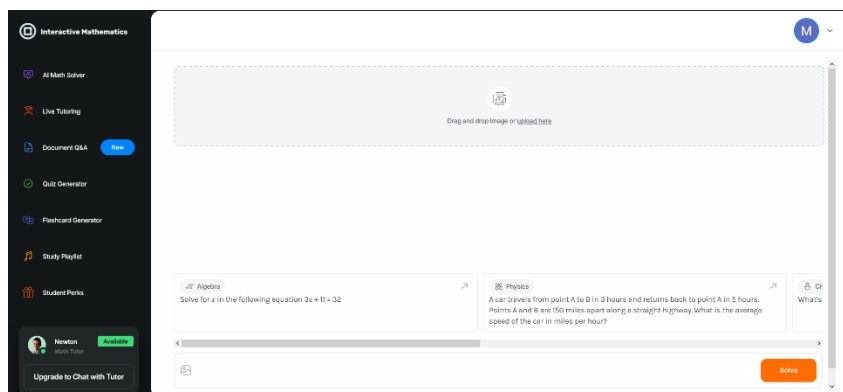 Interactive Mathematics
M
AI Math Solver
Live Tutoring
Document Q&A
New
Quiz Generator
Flashcard Generator
Study Playlist
Student Perks
Newton
Math Tutor
Available
Upgrade to Chat with Tutor
Drag and drop image or upload here
Algebra
Solve for x in the following equation 3x + 11 = 32
Physics
A car travels from point A to B in 3 hours and returns back to point A in 5 hours.
Points A and B are 150 miles apart along a straight highway. What is the average
speed of the car in miles per hour?
Ch
What's
Solve